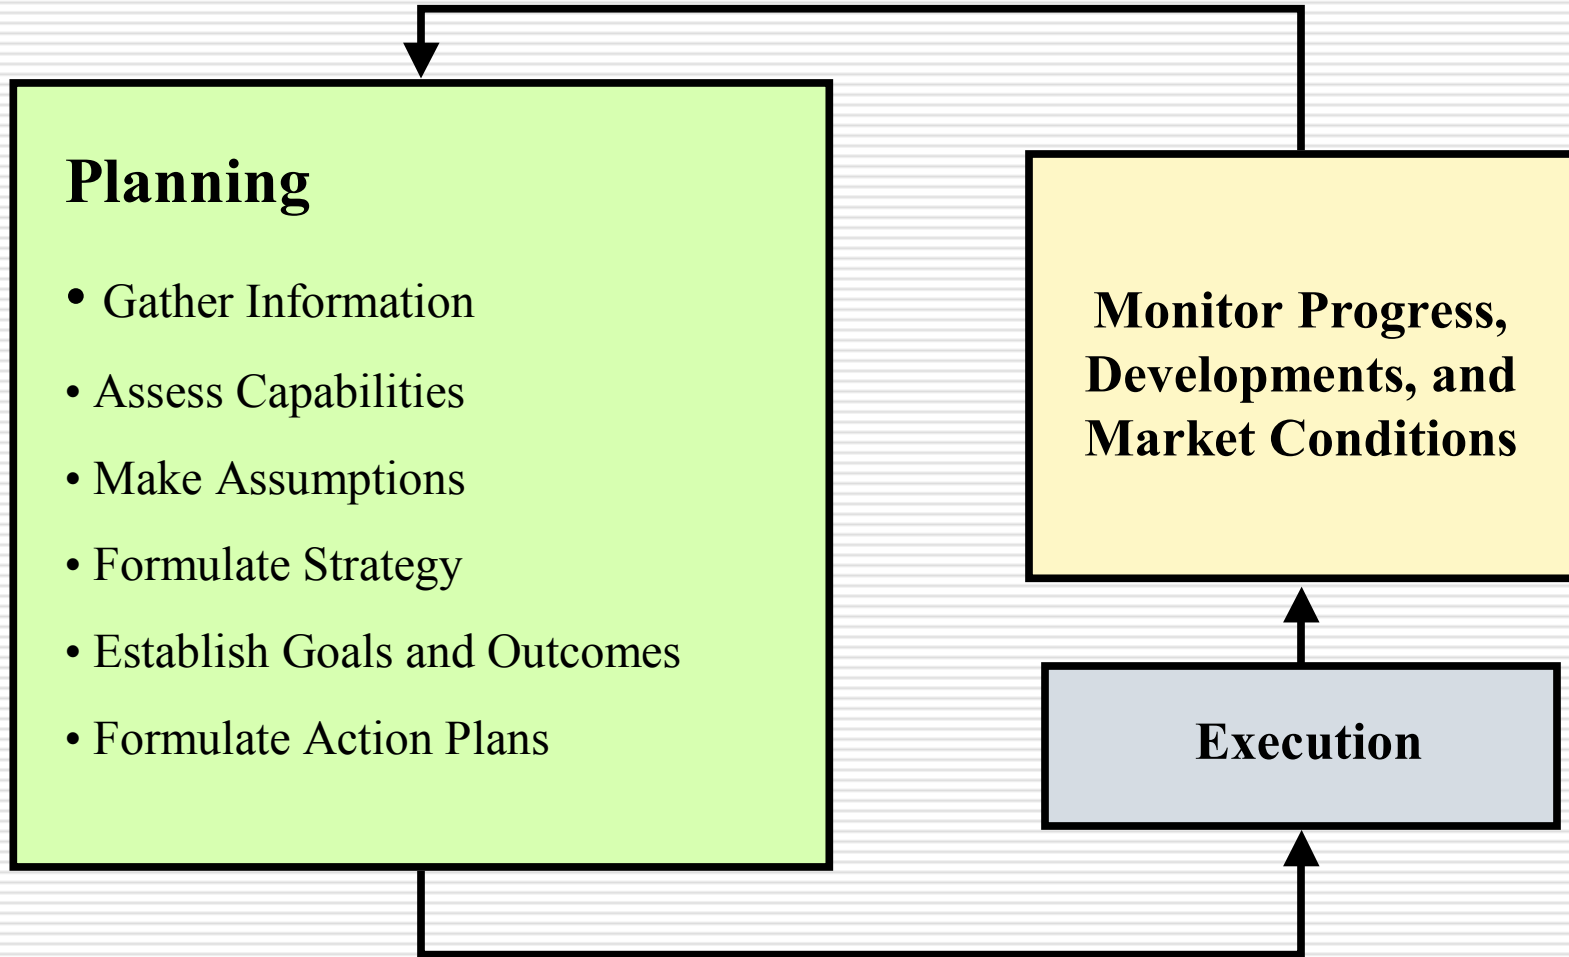 Planning
• Gather Information
• Assess Capabilities
• Make Assumptions
• Formulate Strategy
• Establish Goals and Outcomes
• Formulate Action Plans
Monitor Progress,
Developments, and
Market Conditions
Execution